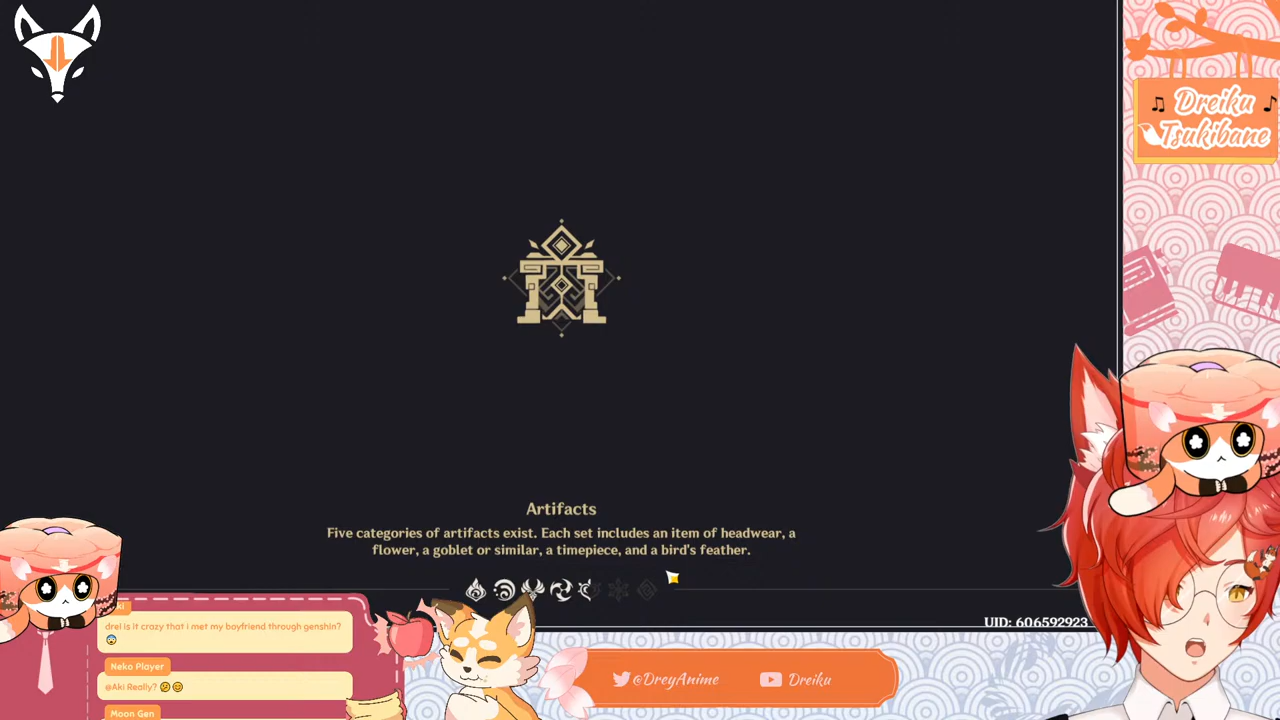 Dreiku
Tsukibane
Artifacts
Five categories of artifacts exist. Each set includes an item of headwear, a
flower, a goblet or similar, a timepiece, and a bird's feather.
UID: 606592923
drei is it crazy that i met my boyfriend through genshin?
Neko Player
@Aki Really?
Moon Gen
@DreyAnime
Dreiku